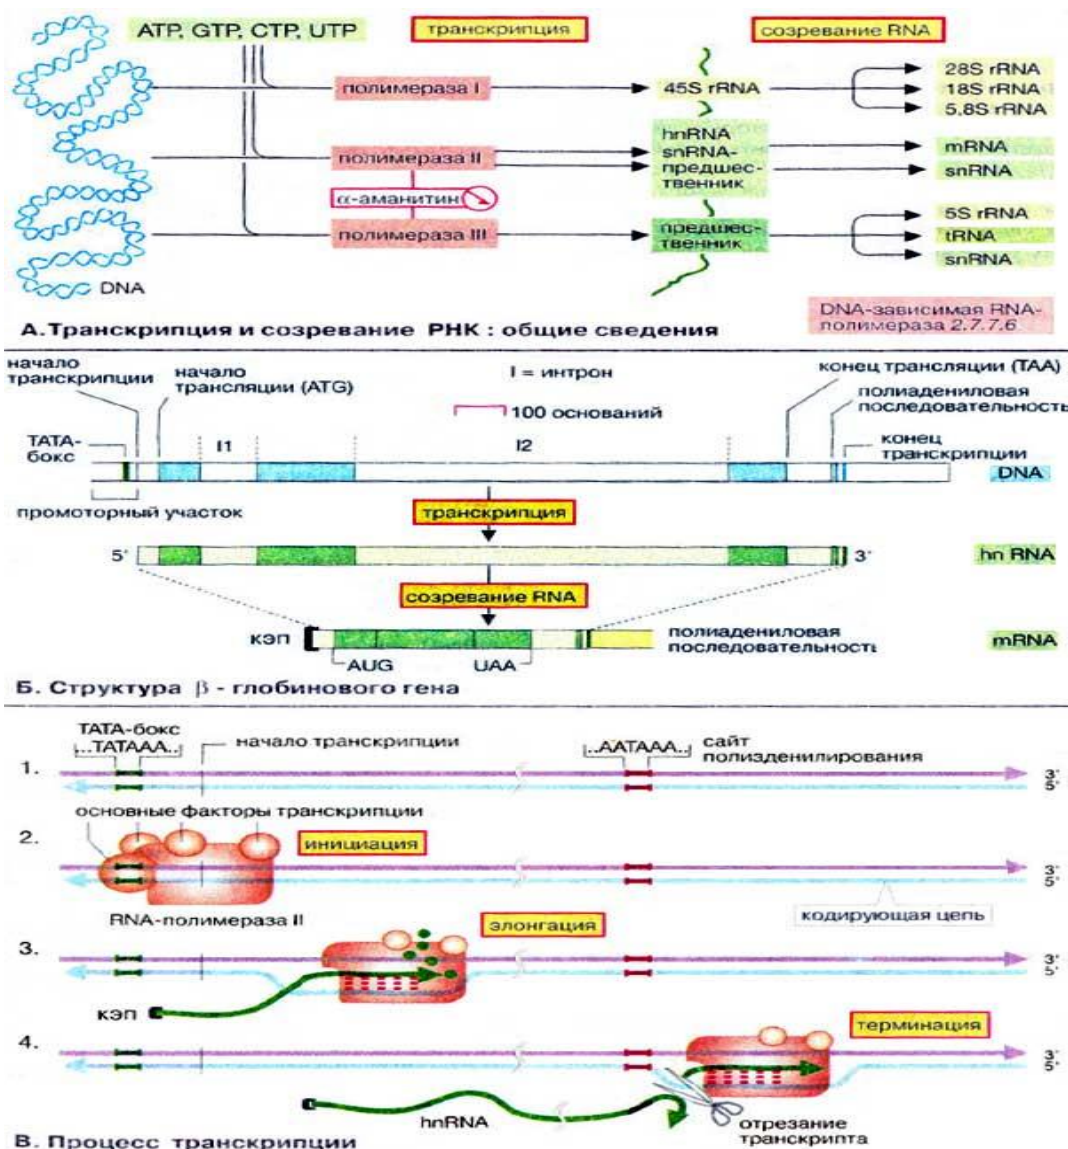 ATP, GTP, CTP, UTP
транскрипция
созревание RNA
полимераза I
45S rRNA
28S rRNA
18S rRNA
5.8S rRNA
полимераза II
hnRNA
snRNA-
предшес-
твенник
mRNA
snRNA
α-аманитин
полимераза III
предшес-
твенник
5S rRNA
tRNA
snRNA
DNA
DNA-зависимая RNA-
полимераза 2.7.7.6
А.Транскрипция и созревание РНК : общие сведения
начало
транскрипции
начало
трансляции (ATG)
I = интрон
100 оснований
конец трансляции (TAA)
полиадениловая
последовательность
ТАТА-
бокс
I1
I2
конец
транскрипции
DNA
промоторный участок
транскрипция
5'
3'
hn RNA
созревание RNA
кэп
полиадениловая
последовательность
mRNA
AUG
UAA
Б. Структура β - глобинового гена
ТАТА-бокс
...TATAAA...
начало транскрипции
...AATAAA...
сайт
полизденилирования
1.
3'
5'
основные факторы транскрипции
2.
инициация
3'
5'
RNA-полимераза II
кодирующая цепь
3.
элонгация
3'
5'
кэп
4.
терминация
3'
5'
hnRNA
отрезание
транскрипта
В. Процесс транскрипции